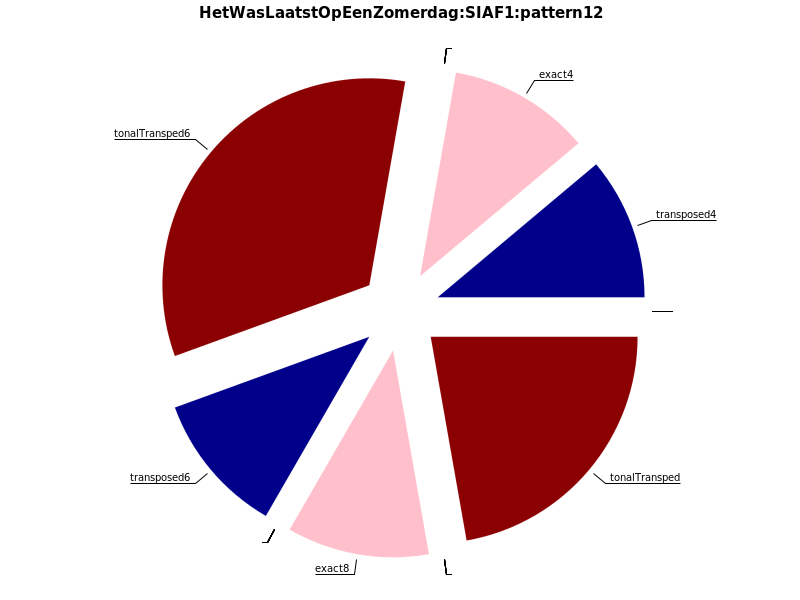 HetWasLaatstOpEenZomerdag:SIAF1:pattern12
exact4
tonalTransped6
transposed4
transposed6
tonalTransped
exact8